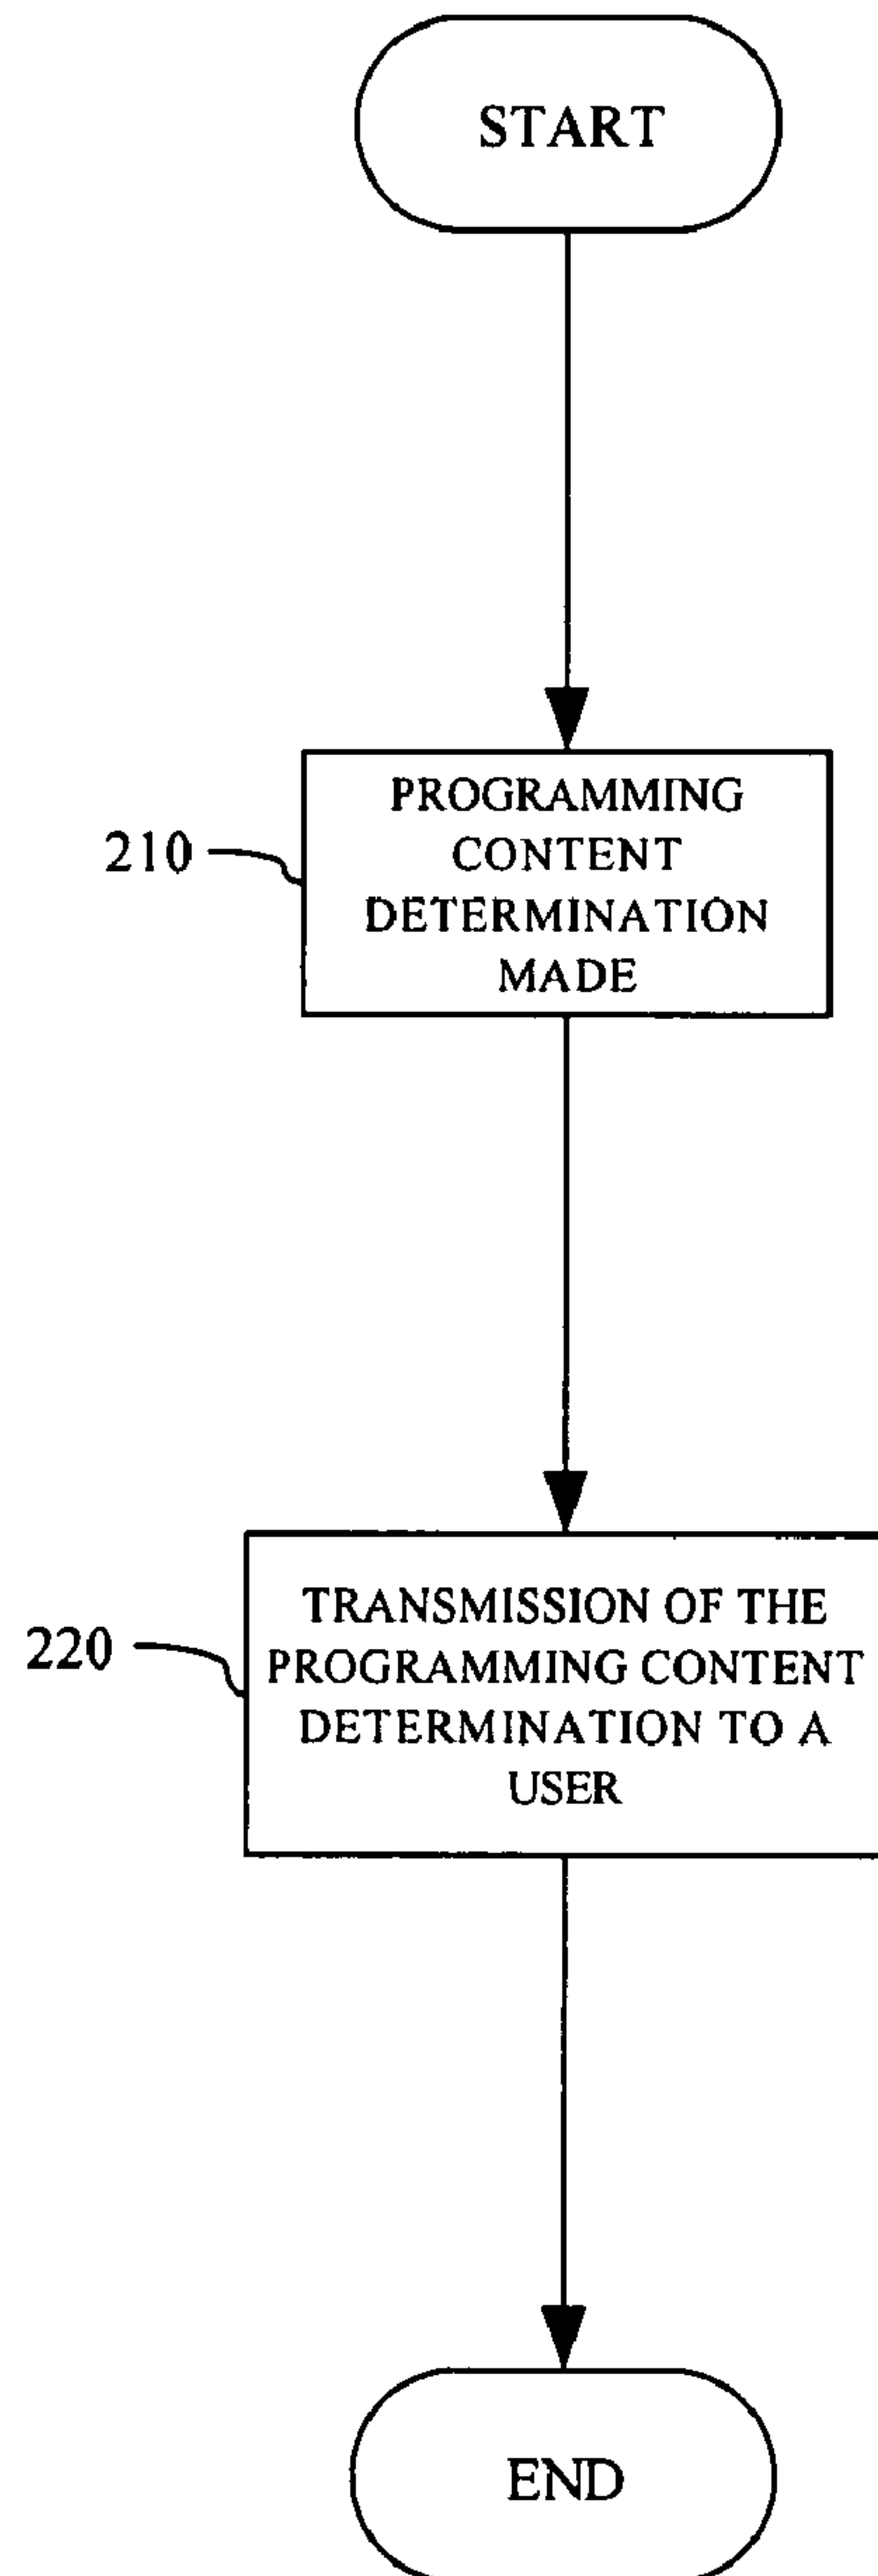 START
210
PROGRAMMING
CONTENT
DETERMINATION
MADE
220
TRANSMISSION OF THE
PROGRAMMING CONTENT
DETERMINATION TO A
USER
END